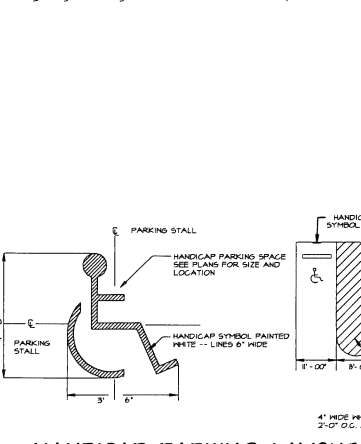 ℄ PARKING STALL
HANDICAP PARKING SPACE
SEE PLANS FOR SIZE AND
LOCATION
℄
PARKING
STALL
HANDICAP SYMBOL PAINTED
WHITE -- LINES 6" WIDE
3' 6"
SYMBOL
11'-00"
4" WIDE
2'-0" O.C.